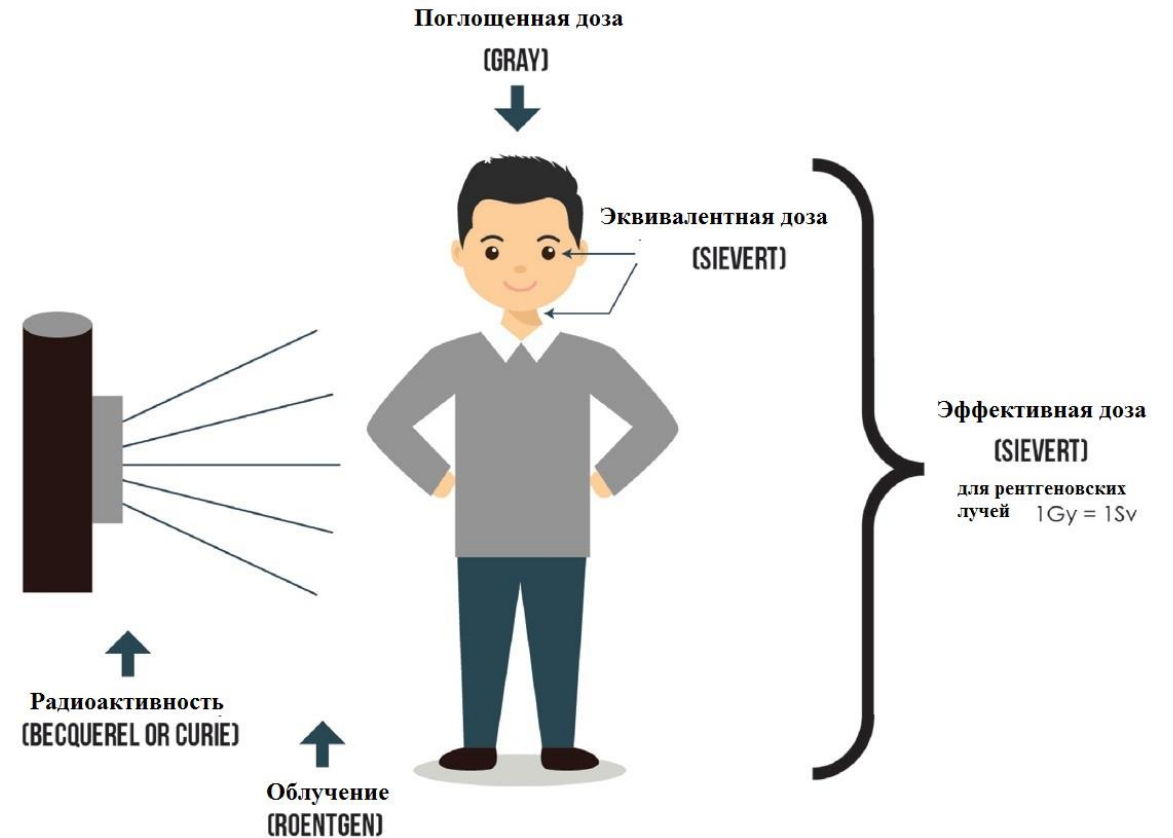 Поглощенная доза
(GRAY)
Эквивалентная доза
(SIEVERT)
Эффективная доза
(SIEVERT)
для рентгеновских
лучей 1Gy = 1Sv
Радиоактивность
(BECQUEREL OR CURIE)
Облучение
(ROENTGEN)